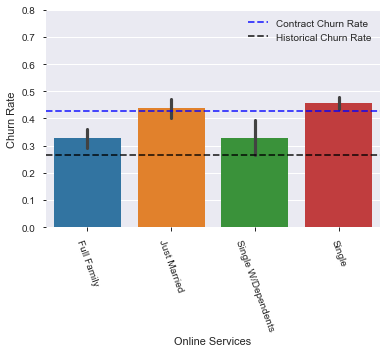 0.8
0.7
0.6
0.5
0.4
0.3
0.2
0.1
0.0
Churn Rate
Contract Churn Rate
Historical Churn Rate
Full Family
Just Married
Single W/Dependents
Single
Online Services